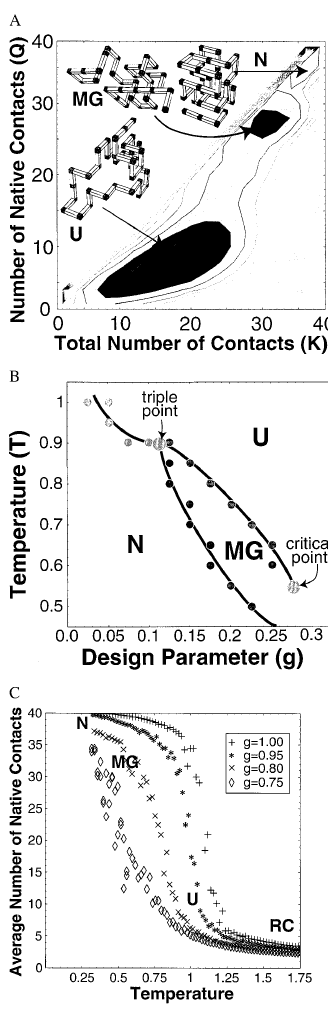 A
Number of Native Contacts (Q)
40
30
20
10
0
N
MG
U
0 10 20 30 40
Total Number of Contacts (K)
B
Temperature (T)
1
0.9
0.8
0.7
0.6
0.5
triple
point
U
N
MG
critical
point
0.0 0.05 0.1 0.15 0.2 0.25 0.3
Design Parameter (g)
C
Average Number of Native Contacts
40
35
30
25
20
15
10
5
0
N
MG
U
RC
+ g=1.00
* g=0.95
× g=0.80
◊ g=0.75
0.25 0.5 0.75 1 1.25 1.5 1.75
Temperature